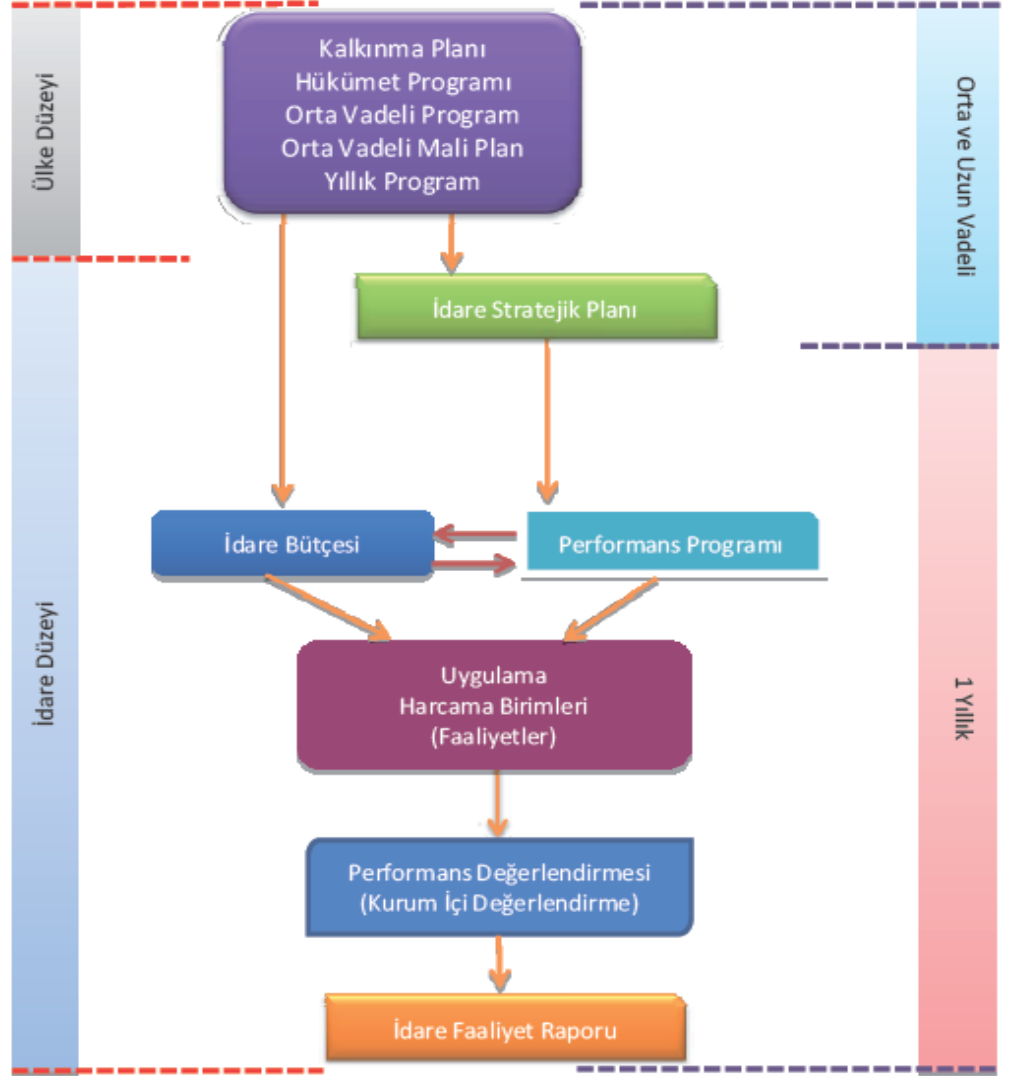 Ülke Düzeyi
Kalkınma Planı
Hükümet Programı
Orta Vadeli Program
Orta Vadeli Mali Plan
Yıllık Program
Orta ve Uzun Vadeli
İdare Stratejik Planı
İdare Bütçesi
Performans Programı
İdare Düzeyi
Uygulama
Harcama Birimleri
(Faaliyetler)
1 Yıllık
Performans Değerlendirmesi
(Kurum İçi Değerlendirme)
İdare Faaliyet Raporu